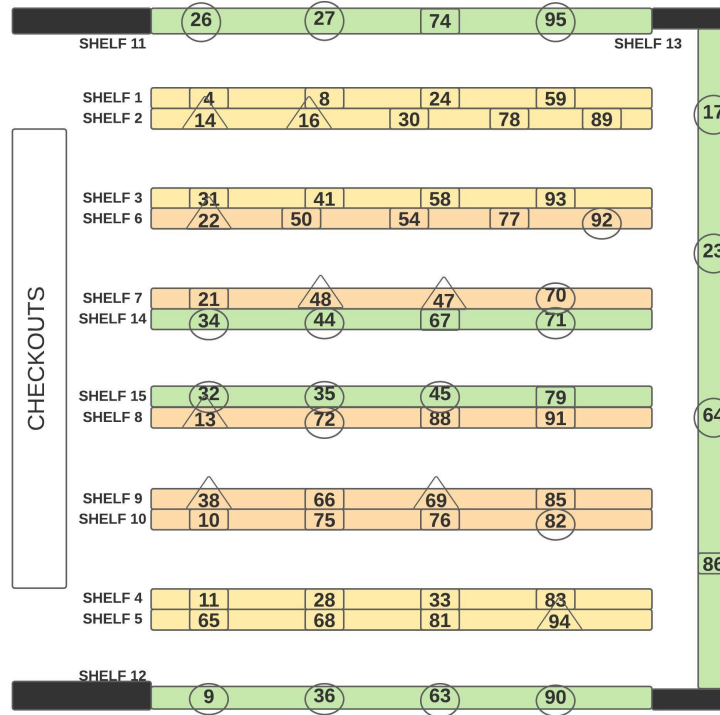 26 27 74 95
SHELF 11 SHELF 13
17
SHELF 1 4 8 24 59
SHELF 2 14 16 30 78 89
SHELF 3 31 41 58 93
SHELF 6 22 50 54 77 92
23
SHELF 7 21 48 47 70
SHELF 14 34 44 67 71
CHECKOUTS
SHELF 15 32 35 45 79
SHELF 8 13 72 88 91
64
SHELF 9 38 66 69 85
SHELF 10 10 75 76 82
86
SHELF 4 11 28 33 83
SHELF 5 65 68 81 94
SHELF 12
9 36 63 90